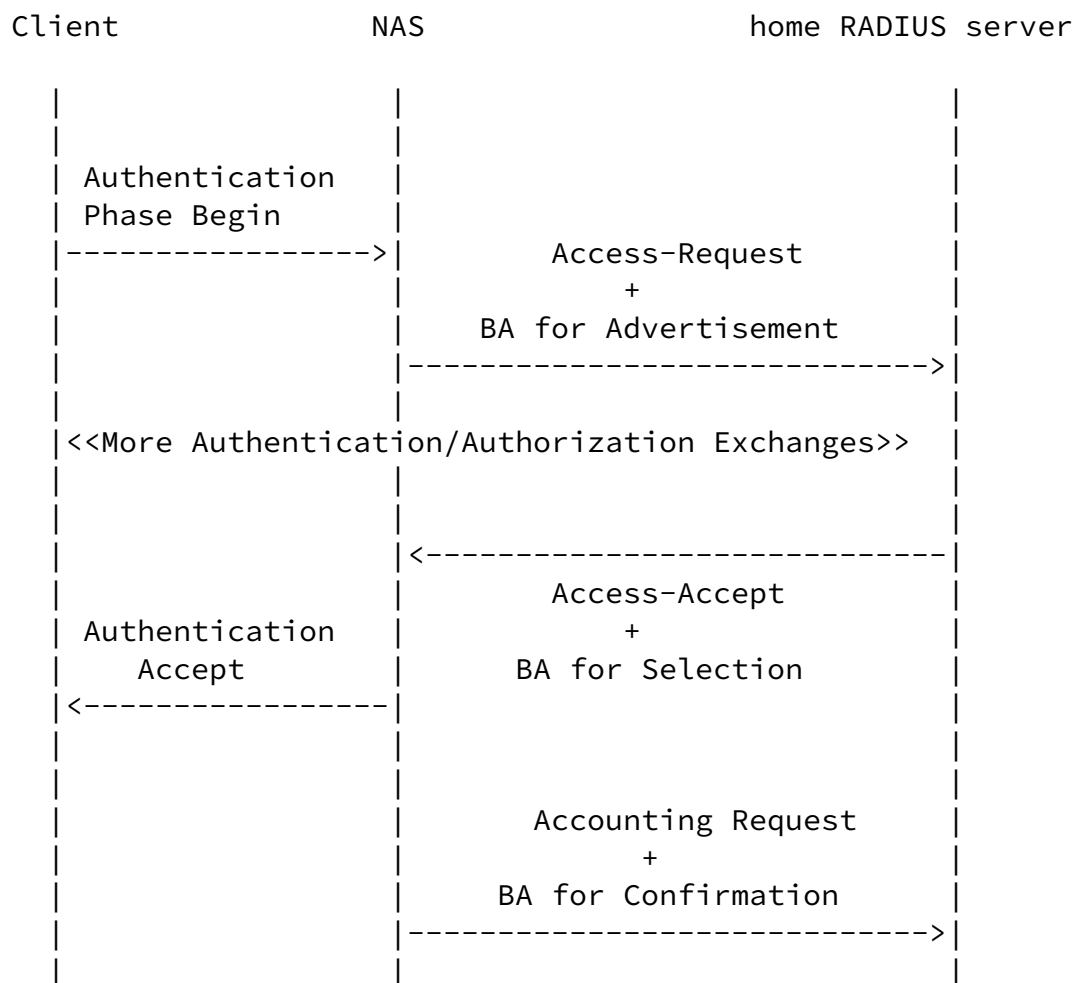 Client NAS home RADIUS server
Authentication
Phase Begin
Access-Request
+
BA for Advertisement
<<More Authentication/Authorization Exchanges>>
Access-Accept
Authentication +
Accept BA for Selection
Accounting Request
+
BA for Confirmation